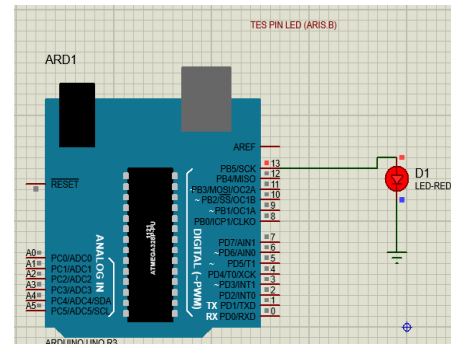 TES PIN LED (ARIS.B)
ARD1
AREF
PB5/SCK 13
PB4/MISO 12
RESET
PB3/MOSI/OC2A 11
~ PB2/SS/OC1B 10
~ PB1/OC1A 9
PB0/ICP1/CLKO 8
D1
LED-RED
PD7/AIN1 7
~ PD6/AIN0 6
~ PD5/T1 5
PD4/T0/XCK 4
~ PD3/INT1 3
PD2/INT0 2
TX PD1/TXD 1
RX PD0/RXD 0
A0 PC0/ADC0
A1 PC1/ADC1
A2 PC2/ADC2
A3 PC3/ADC3
A4 PC4/ADC4/SDA
A5 PC5/ADC5/SCL
ANALOG IN
DIGITAL (~PWM)
ARDUINO UNO R3